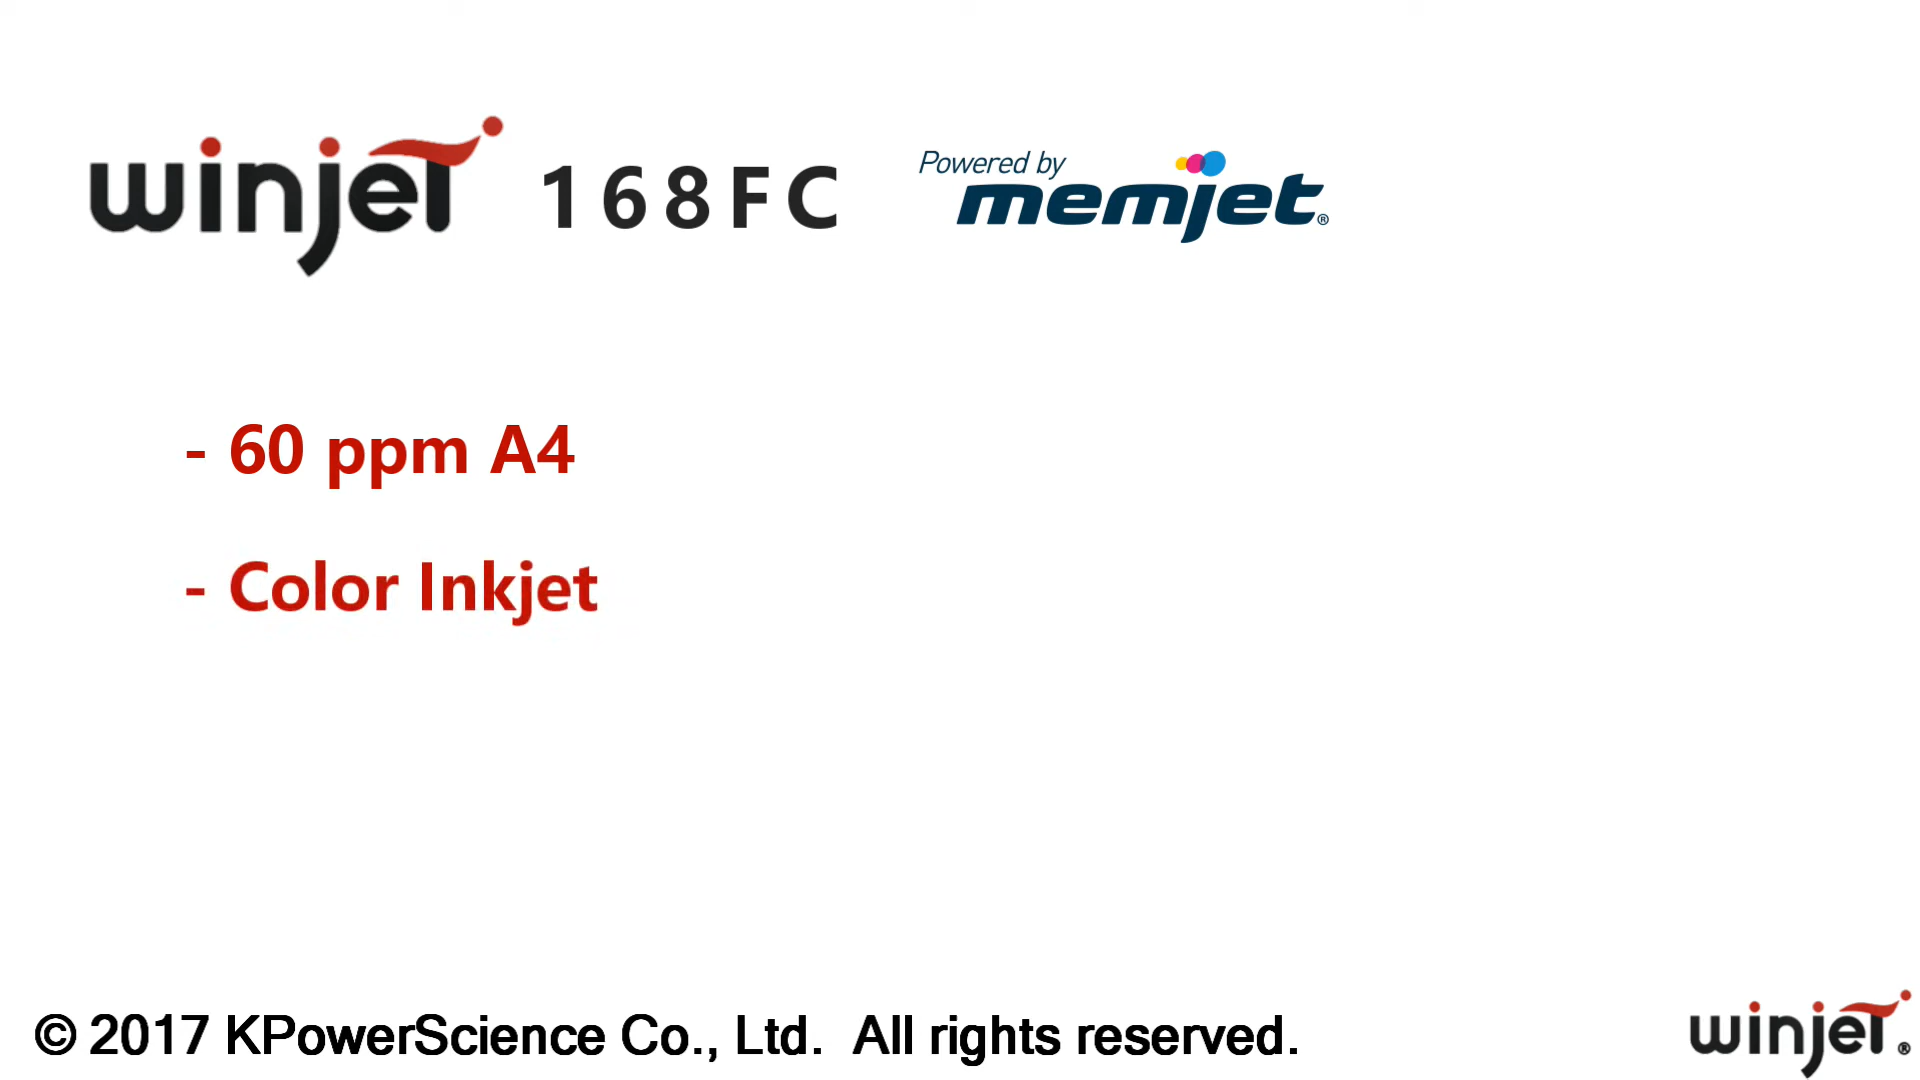 winjet 168FC Powered by memjet®
- 60 ppm A4
- Color Inkjet
© 2017 KPowerScience Co., Ltd.  All rights reserved.
winjet®